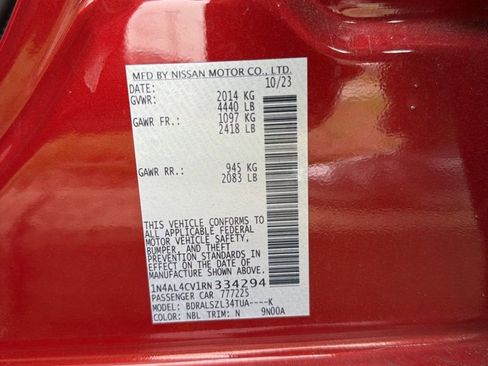 MFD BY NISSAN MOTOR CO., LTD.
DATE: 10/23
GVWR: 2014 KG
4440 LB
GAWR FR.: 1097 KG
2418 LB
GAWR RR.: 945 KG
2083 LB
THIS VEHICLE CONFORMS TO
ALL APPLICABLE FEDERAL
MOTOR VEHICLE SAFETY,
BUMPER, AND THEFT
PREVENTION STANDARDS IN
EFFECT ON THE DATE OF
MANUFACTURE SHOWN ABOVE.
1N4AL4CV1RN334294
PASSENGER CAR 777225
BDRALSZL34TUA----K
COLOR: NBL TRIM: N 9N00A